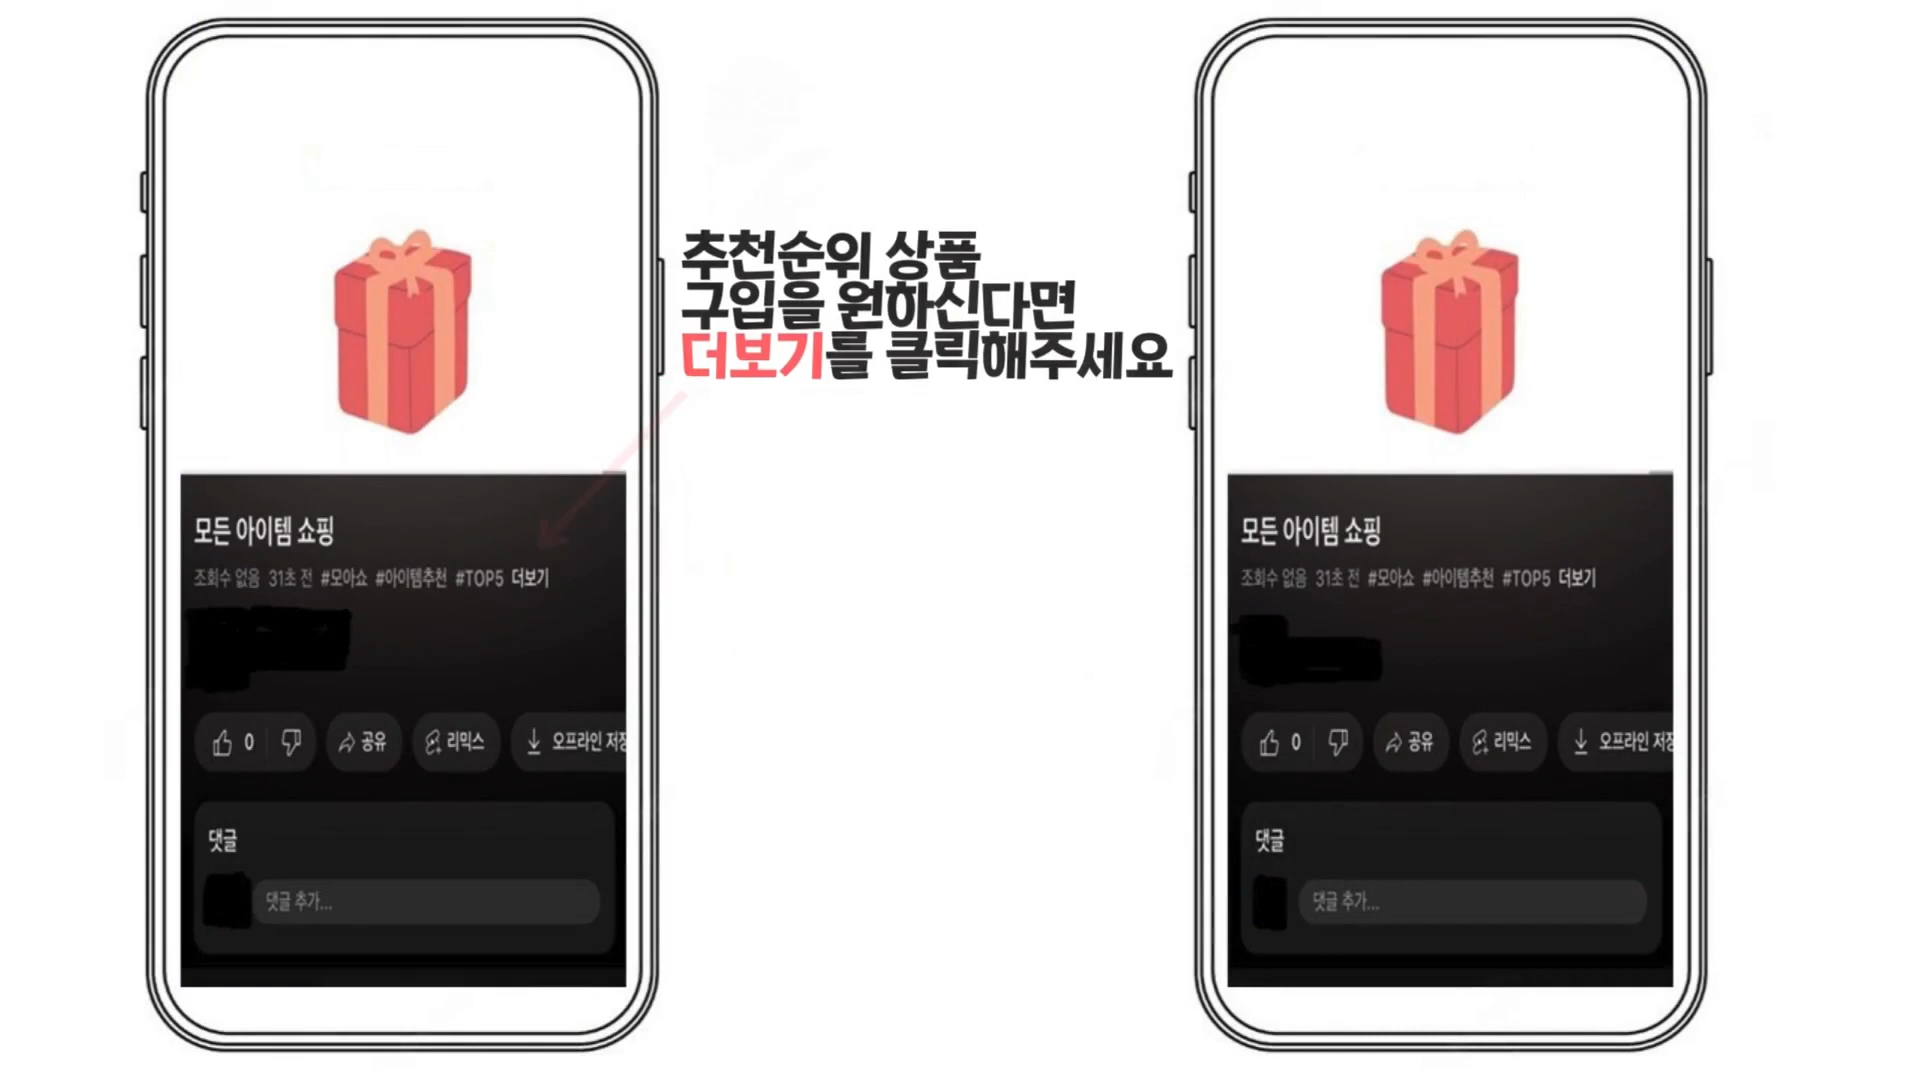 추천순위 상품
구입을 원하신다면
더보기를 클릭해주세요
모든 아이템 쇼핑
조회수 없음 31초 전 #모아쇼 #아이템추천 #TOP5 더보기
0 공유 리믹스 오프라인 저장
댓글
댓글 추가...
모든 아이템 쇼핑
조회수 없음 31초 전 #모아쇼 #아이템추천 #TOP5 더보기
0 공유 리믹스 오프라인 저장
댓글
댓글 추가...